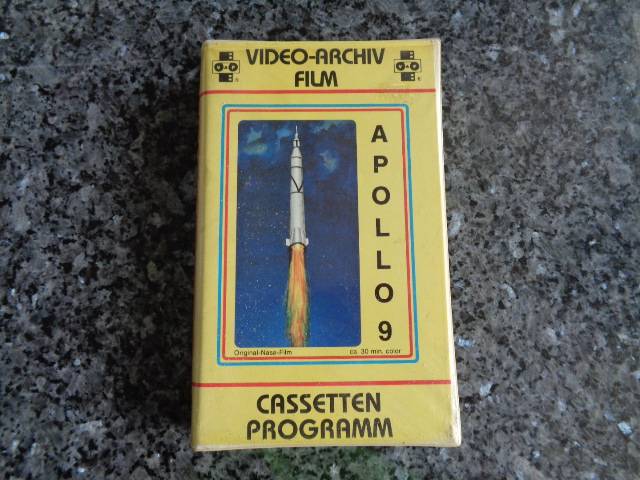 VIDEO-ARCHIV
FILM
APOLLO 9
Original-Nasa-Film
ca. 30 min. color
CASSETTEN
PROGRAMM